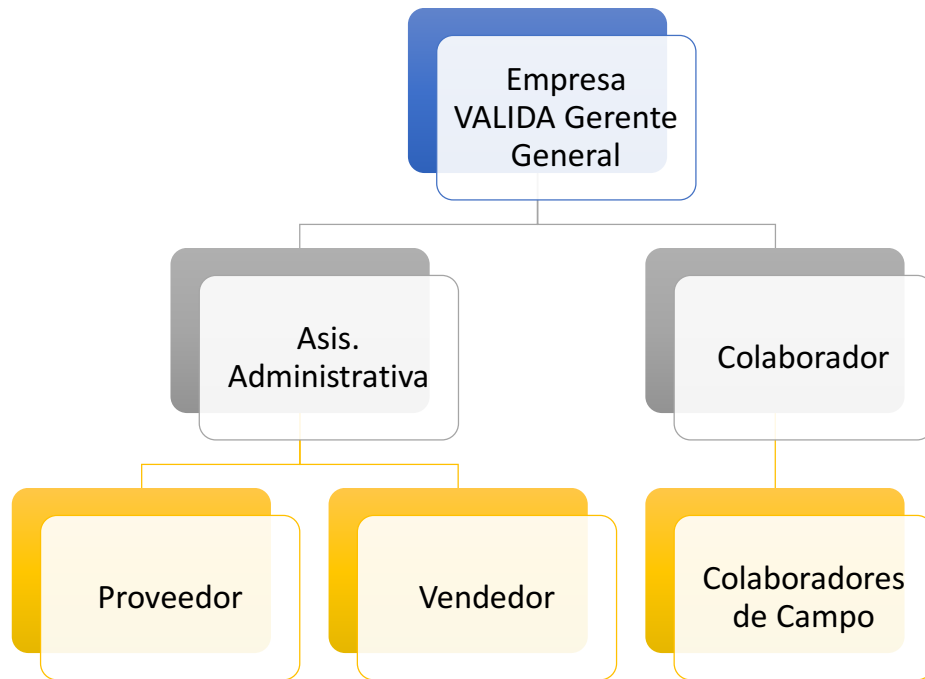 Empresa
VALIDA Gerente
General
Asis.
Administrativa
Colaborador
Proveedor
Vendedor
Colaboradores
de Campo